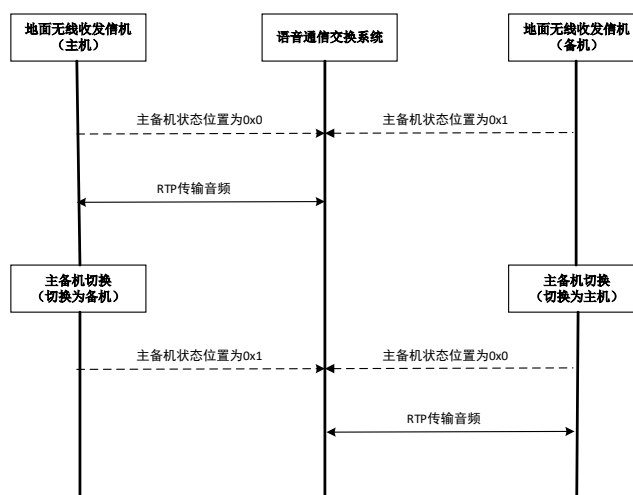 地面无线收发信机
（主机）
语音通信交换系统
地面无线收发信机
（备机）
主备机状态位置为0x0
主备机状态位置为0x1
RTP传输音频
主备机切换
（切换为备机）
主备机切换
（切换为主机）
主备机状态位置为0x1
主备机状态位置为0x0
RTP传输音频